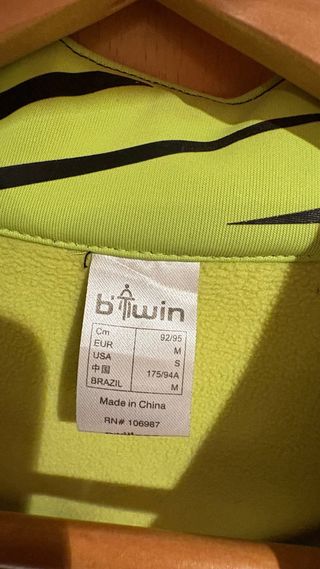 b'Twin
Cm 92/95
EUR M
USA S
中国 175/94A
BRAZIL M
Made in China
RN# 106987